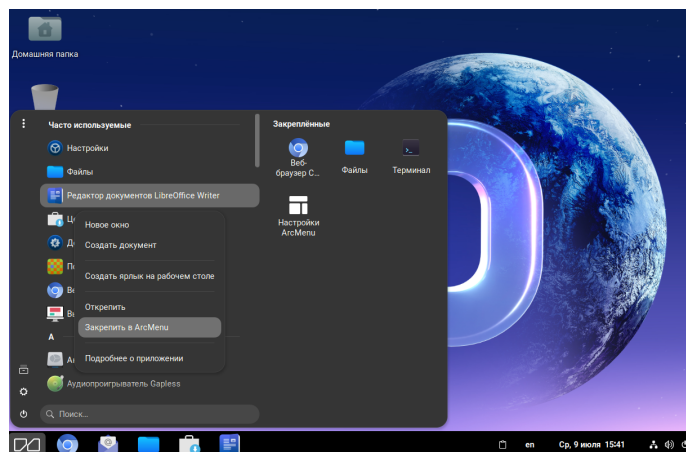 Домашняя папка
Часто используемые
Настройки
Файлы
Редактор документов LibreOffice Writer
Новое окно
Создать документ
Создать ярлык на рабочем столе
Открепить
Закрепить в ArcMenu
Подробнее о приложении
А
Аудиопроигрыватель Gapless
Поиск...
Закреплённые
Веб-
браузер C...
Файлы
Терминал
Настройки
ArcMenu
en
Ср, 9 июля 15:41